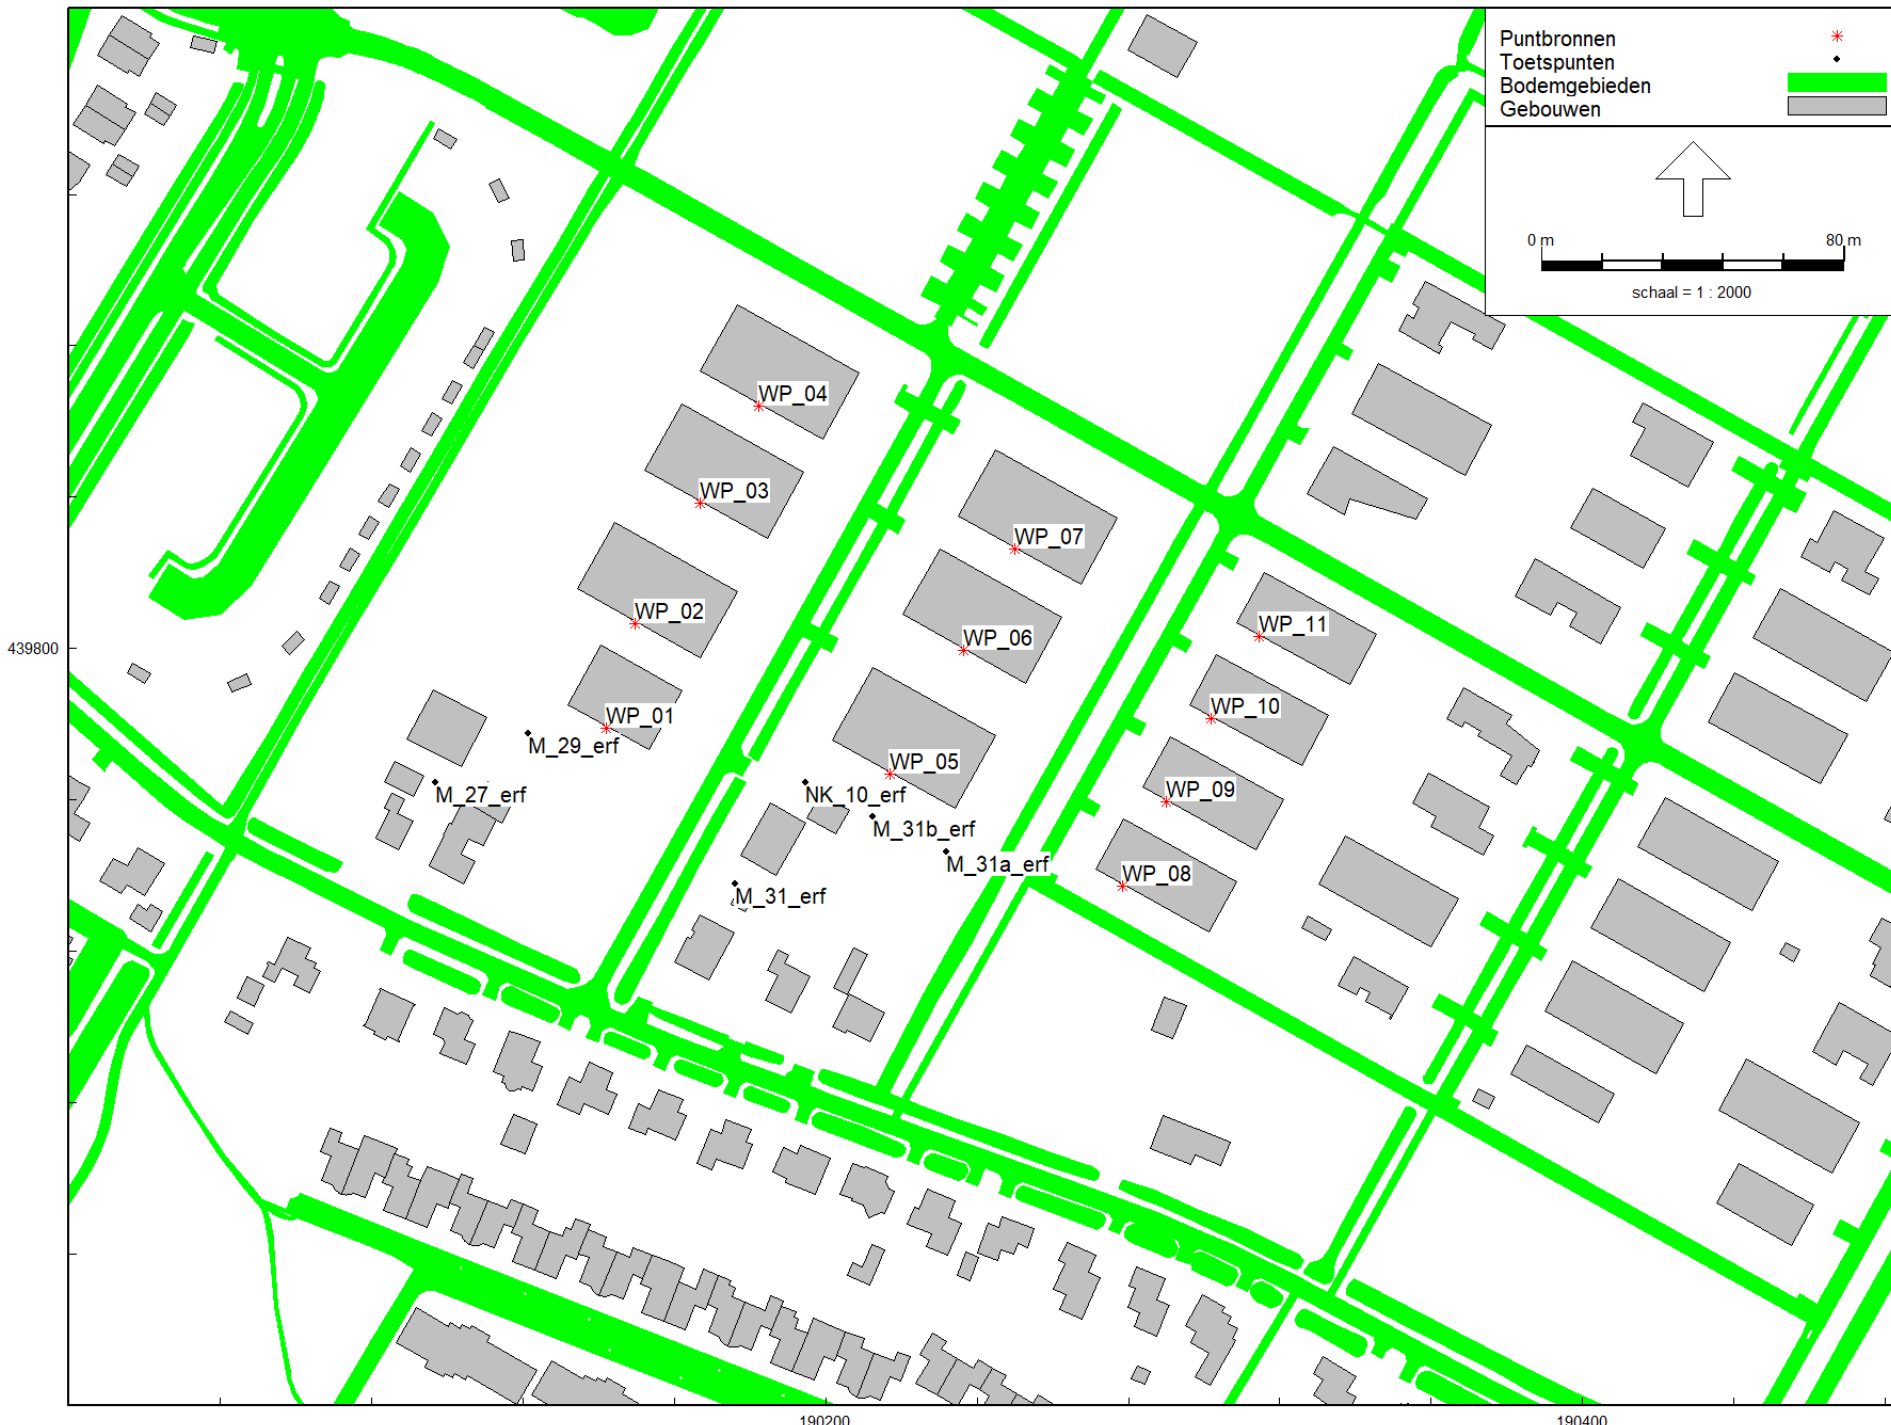 Puntbronnen
Toetspunten
Bodemgebieden
Gebouwen
0 m 80 m
schaal = 1 : 2000
WP_04
WP_03
WP_07
WP_02
WP_11
WP_06
439800
WP_01
WP_10
M_29_erf
WP_05
WP_09
M_27_erf
NK_10_erf
M_31b_erf
M_31a_erf
WP_08
M_31_erf
190200 190400